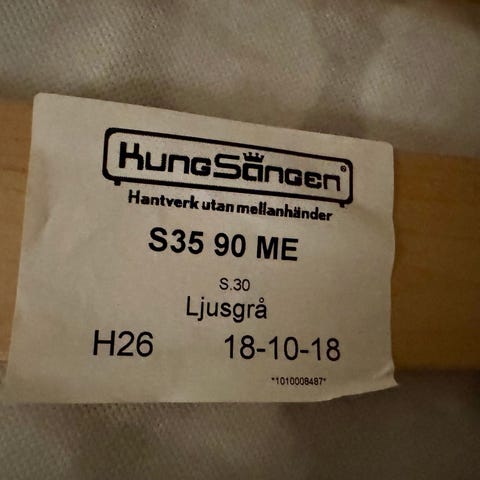 KungSängen®
Hantverk utan mellanhänder
S35 90 ME
S.30
Ljusgrå
H26 18-10-18
*1010008487*